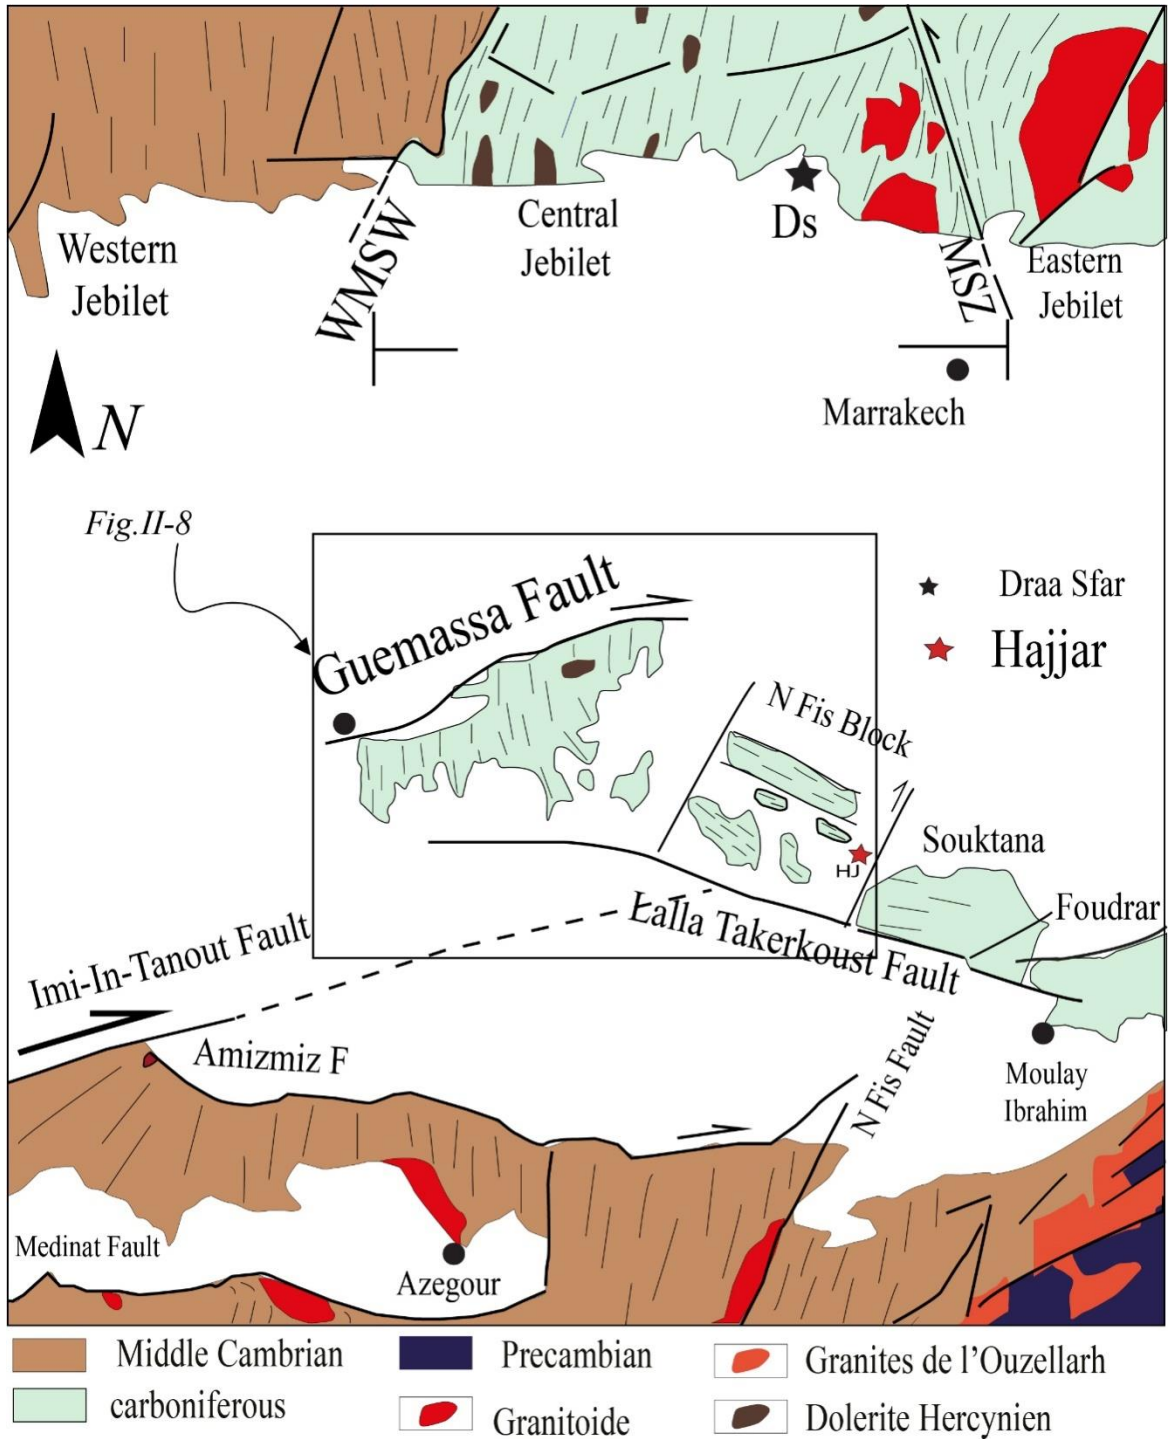 Western
Jebilet
WMSW
Central
Jebilet
Ds
MSZ
Eastern
Jebilet
Marrakech
N
Fig.II-8
Guemassa Fault
Draa Sfar
Hajjar
N Fis Block
HJ
Souktana
Foudrar
Lalla Takerkoust Fault
Imi-In-Tanout Fault
Amizmiz F
N Fis Fault
Moulay
Ibrahim
Medinat Fault
Azegour
Middle Cambrian
Precambian
Granites de l’Ouzellarh
carboniferous
Granitoide
Dolerite Hercynien